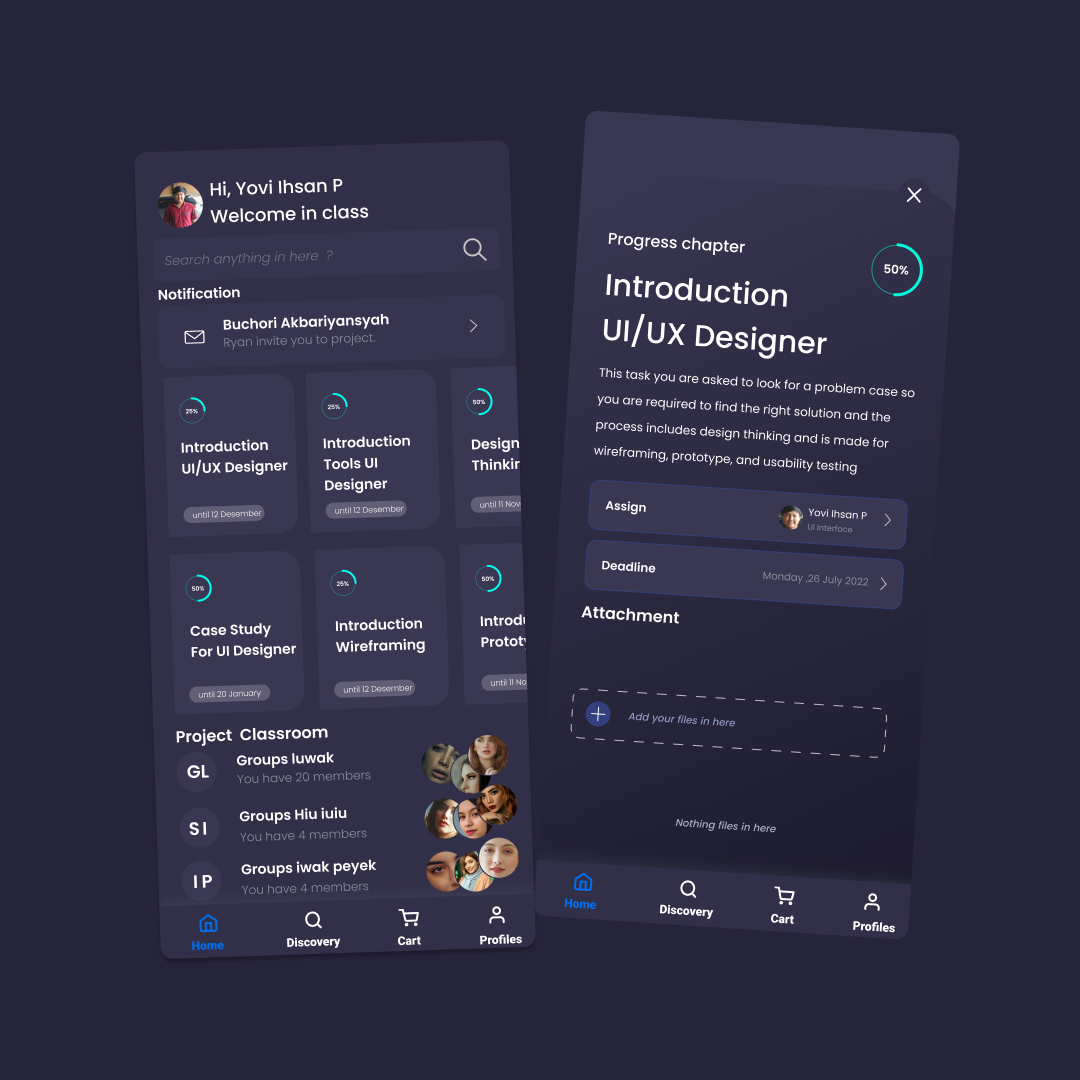 Hi, Yovi Ihsan P
Welcome in class
Search anything in here ?
Notification
Buchori Akbariyansyah
Ryan invite you to project.
25%
Introduction
UI/UX Designer
until 12 Desember
25%
Introduction
Tools UI
Designer
until 12 Desember
50%
Design
Thinkin
until 11 Nov
50%
Case Study
For UI Designer
until 20 January
25%
Introduction
Wireframing
until 12 Desember
50%
Introdu
Prototy
until 11 No
Project Classroom
GL
Groups luwak
You have 20 members
S I
Groups Hiu iuiu
You have 4 members
I P
Groups iwak peyek
You have 4 members
Home
Discovery
Cart
Profiles
Progress chapter
50%
Introduction
UI/UX Designer
This task you are asked to look for a problem case so
you are required to find the right solution and the
process includes design thinking and is made for
wireframing, prototype, and usability testing
Assign
Yovi Ihsan P
UI Interface
Deadline
Monday ,26 July 2022
Attachment
Add your files in here
Nothing files in here
Home
Discovery
Cart
Profiles